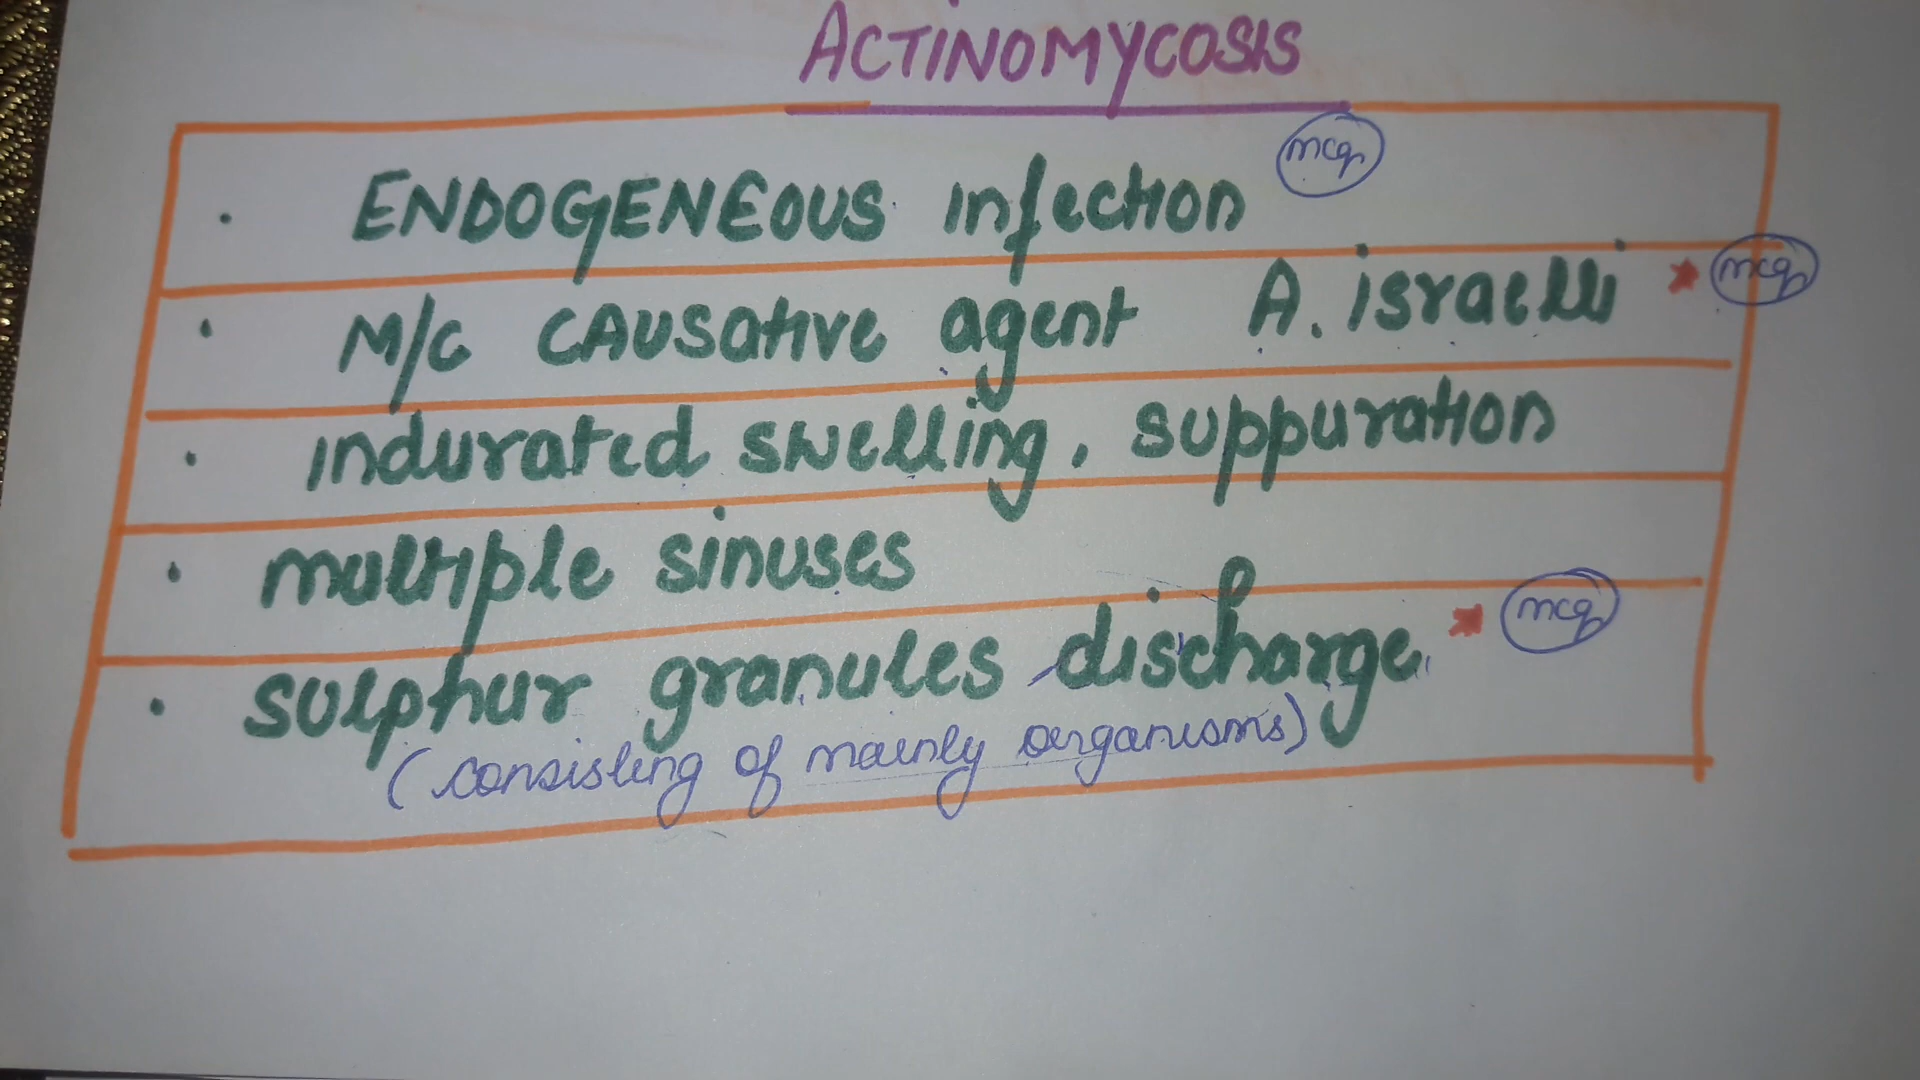 ACTINOMYCOSIS
• ENDOGENEOUS infection mcq
• M/C CAUSative agent A. israelii ★ mcq
• indurated swelling, suppuration
• multiple sinuses
• sulphur granules discharge ★ mcq
(consisting of mainly organisms)